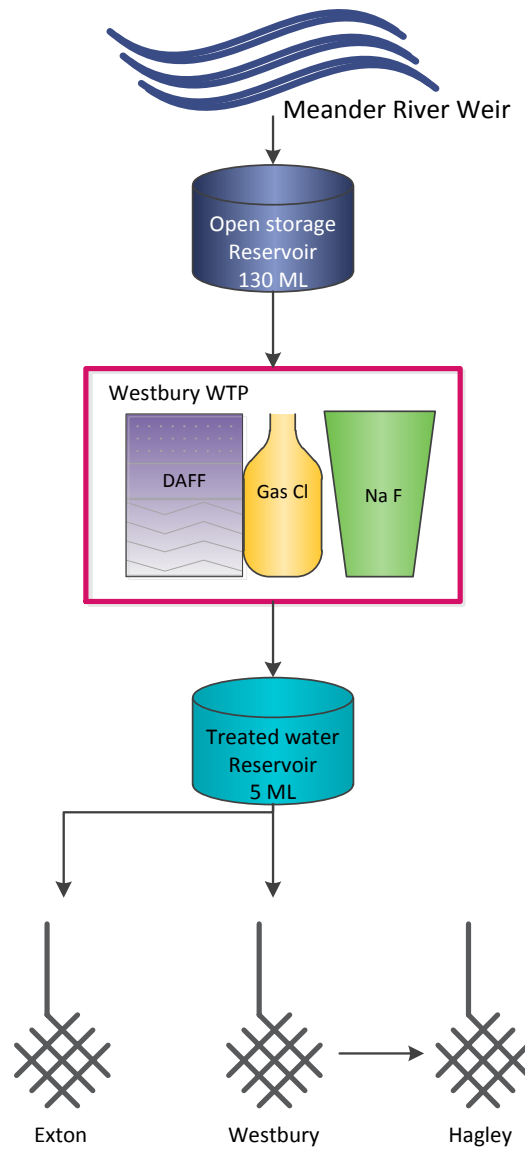 Meander River Weir
Open storage
Reservoir
130 ML
Westbury WTP
DAFF
Gas Cl
Na F
Treated water
Reservoir
5 ML
Exton
Westbury
Hagley